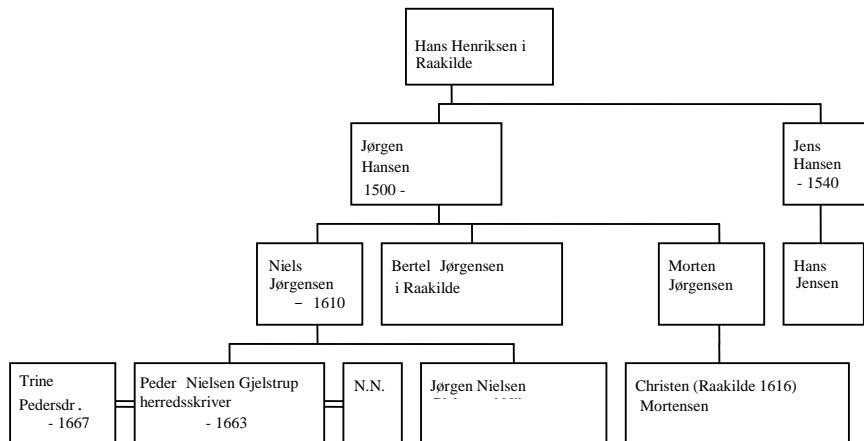 Hans Henriksen i
Raakilde
Jørgen
Hansen
1500 -
Jens
Hansen
- 1540
Niels
Jørgensen
- 1610
Bertel Jørgensen
i Raakilde
Morten
Jørgensen
Hans
Jensen
Trine
Pedersdr.
- 1667
Peder Nielsen Gjelstrup
herredsskriver
- 1663
N.N.
Jørgen Nielsen
Christen (Raakilde 1616)
Mortensen